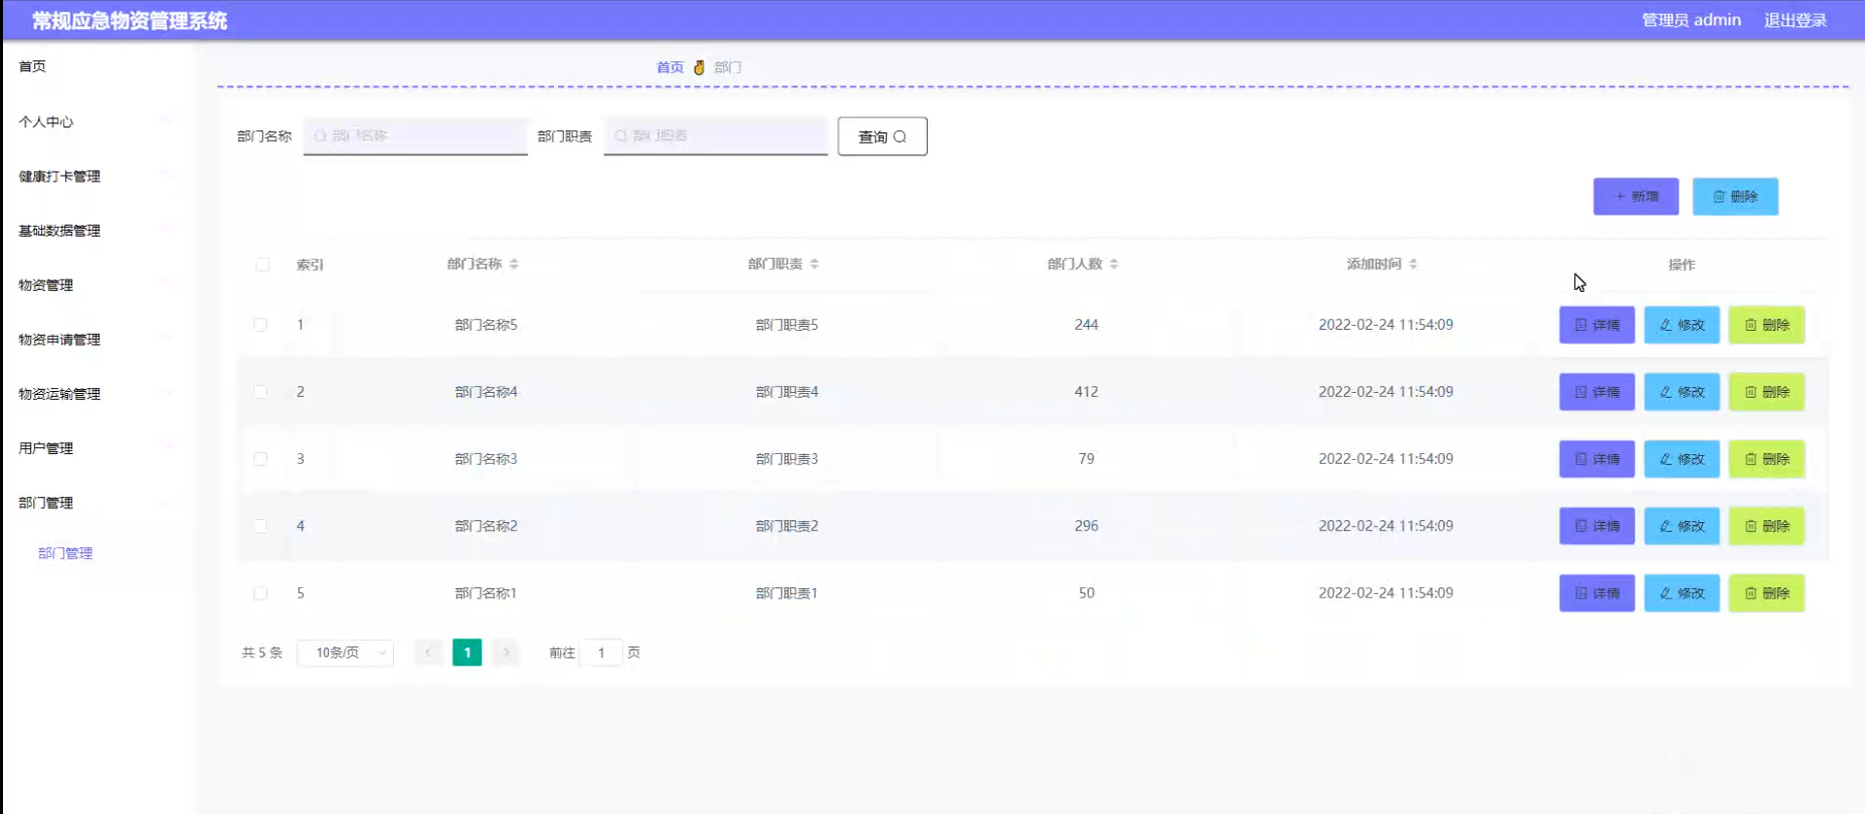 常规应急物资管理系统 管理员 admin 退出登录
首页
个人中心
健康打卡管理
基础数据管理
物资管理
物资申请管理
物资运输管理
用户管理
部门管理
部门管理
首页 部门
部门名称 部门名称 部门职责 部门职责 查询
新增 删除
索引 部门名称 部门职责 部门人数 添加时间 操作
1 部门名称5 部门职责5 244 2022-02-24 11:54:09 详情 修改 删除
2 部门名称4 部门职责4 412 2022-02-24 11:54:09 详情 修改 删除
3 部门名称3 部门职责3 79 2022-02-24 11:54:09 详情 修改 删除
4 部门名称2 部门职责2 296 2022-02-24 11:54:09 详情 修改 删除
5 部门名称1 部门职责1 50 2022-02-24 11:54:09 详情 修改 删除
共 5 条 10条/页 1 前往 1 页